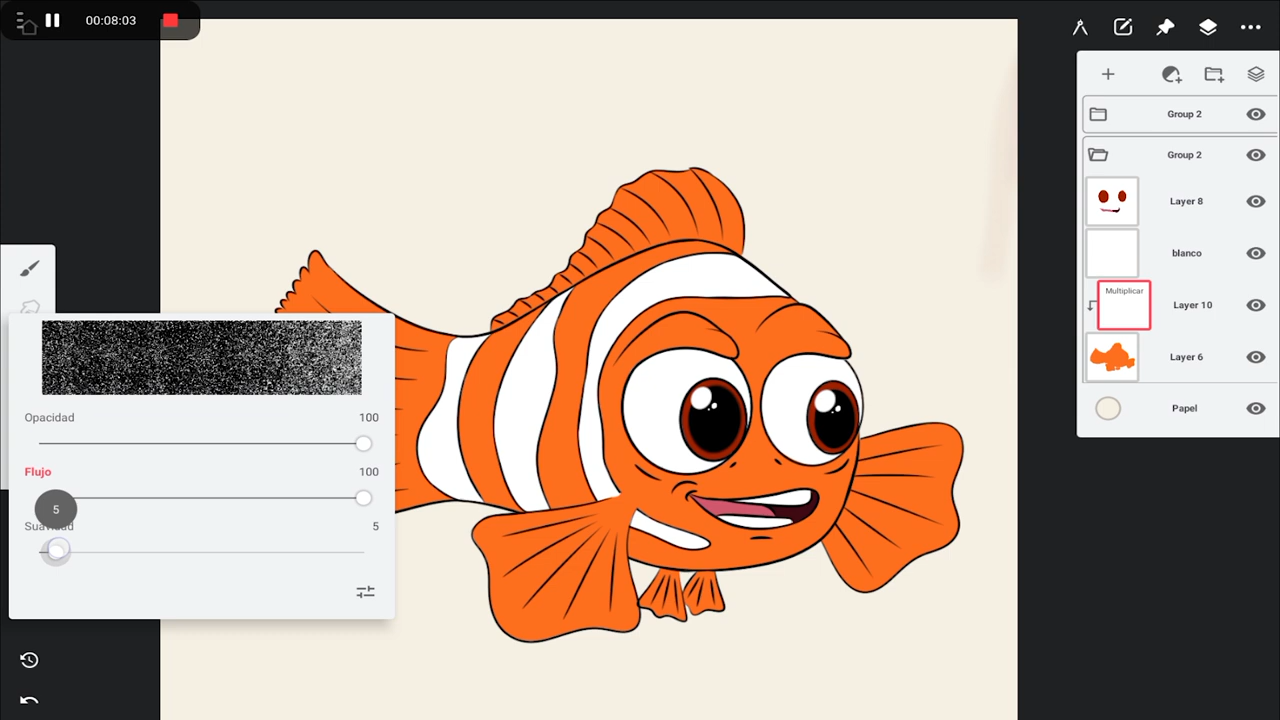 00:08:03
Group 2
Group 2
Layer 8
blanco
Multiplicar
Layer 10
Layer 6
Papel
Opacidad 100
Flujo 100
5
Suavidad 5